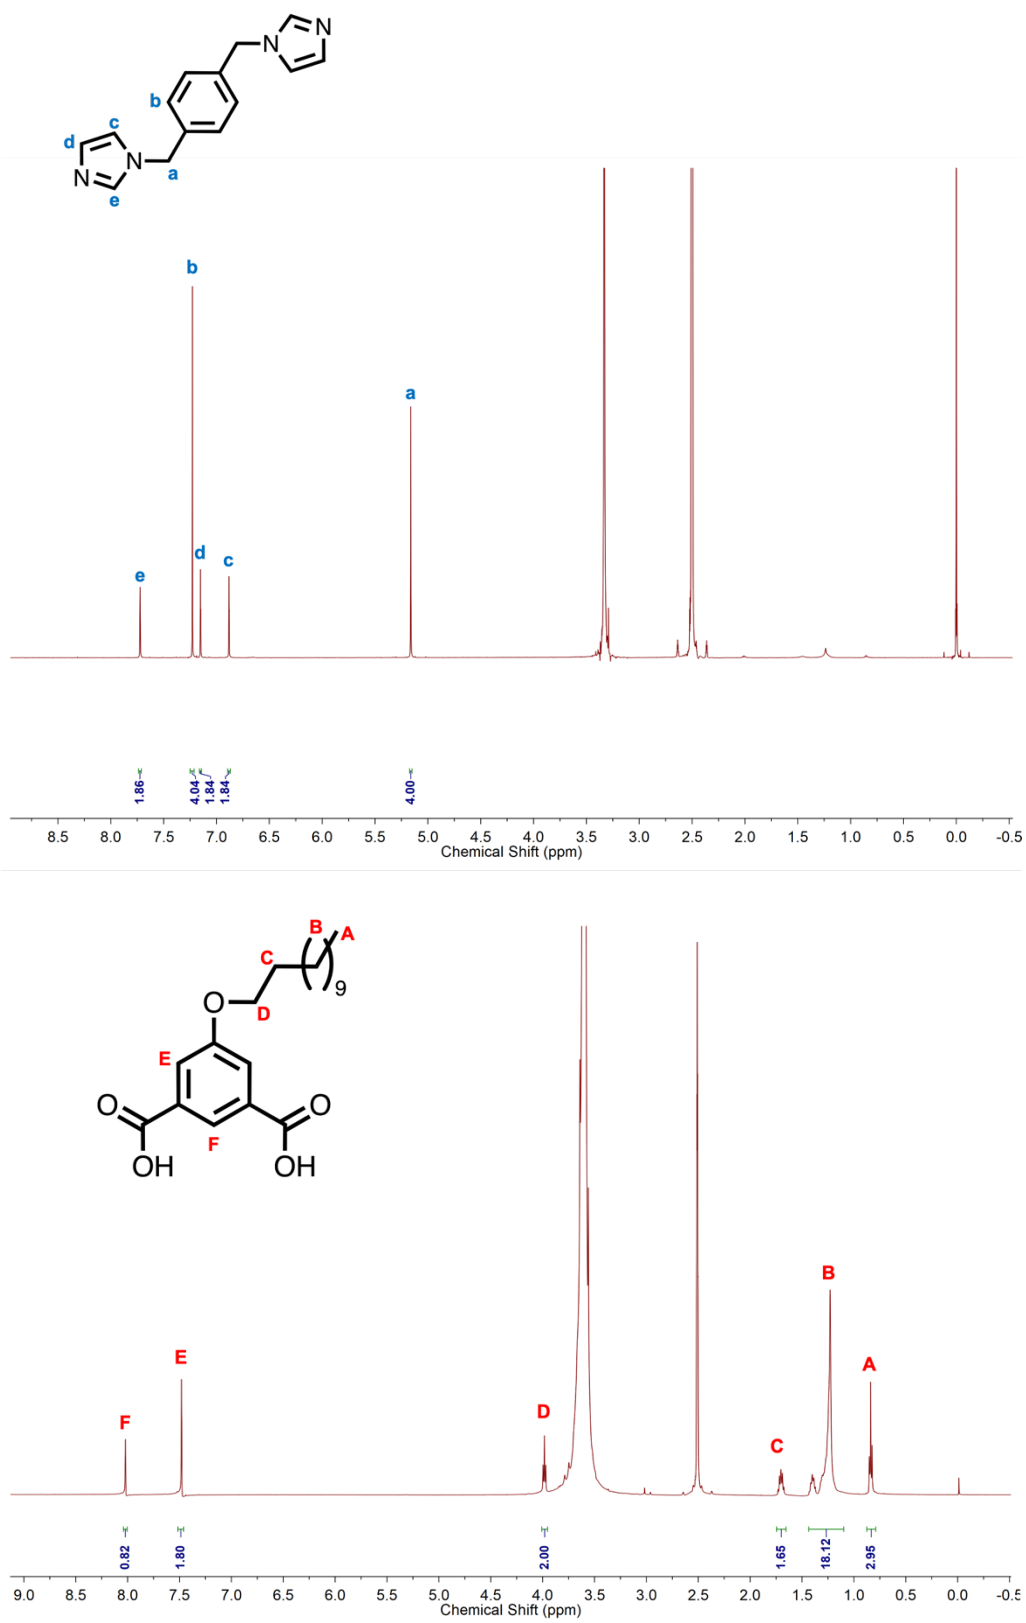 N
N
b
c
d
N
a
N
e
b
a
d
c
e
1.86
4.04
1.84
1.84
4.00
8.5 8.0 7.5 7.0 6.5 6.0 5.5 5.0 4.5 4.0 3.5 3.0 2.5 2.0 1.5 1.0 0.5 0.0 -0.5
Chemical Shift (ppm)
B
A
C
9
O
D
E
O
O
F
OH
OH
B
E
A
D
F
C
0.82
1.80
2.00
1.65
18.12
2.95
9.0 8.5 8.0 7.5 7.0 6.5 6.0 5.5 5.0 4.5 4.0 3.5 3.0 2.5 2.0 1.5 1.0 0.5 0.0 -0.5
Chemical Shift (ppm)